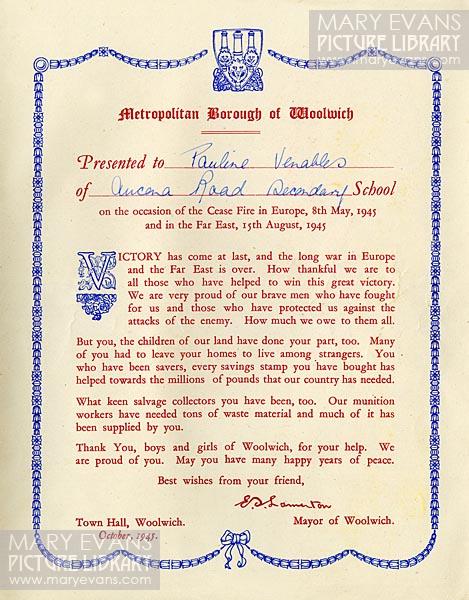 MARY EVANS
PICTURE LIBRARY
www.maryevans.com
Metropolitan Borough of Woolwich
Presented to Pauline Venables
of Road Secondary School
on the occasion of the Cease Fire in Europe, 8th May, 1945
and in the Far East, 15th August, 1945
VICTORY has come at last, and the long war in Europe
and the Far East is over. How thankful we are to
all those who have helped to win this great victory.
We are very proud of our brave men who have fought
for us and those who have protected us against the
attacks of the enemy. How much we owe to them all.
But you, the children of our land have done your part, too. Many
of you had to leave your homes to live among strangers. You
who have been savers, every savings stamp you have bought has
helped towards the millions of pounds that our country has needed.
What keen salvage collectors you have been, too. Our munition
workers have needed tons of waste material and much of it has
been supplied by you.
Thank You, boys and girls of Woolwich, for your help. We
are proud of you. May you have many happy years of peace.
Best wishes from your friend,
Town Hall, Woolwich. Mayor of Woolwich.
October, 1945.
MARY EVANS
PICTURE LIBRARY
www.maryevans.com
MARY EVANS
PICTURE LIBRARY
www.maryevans.com